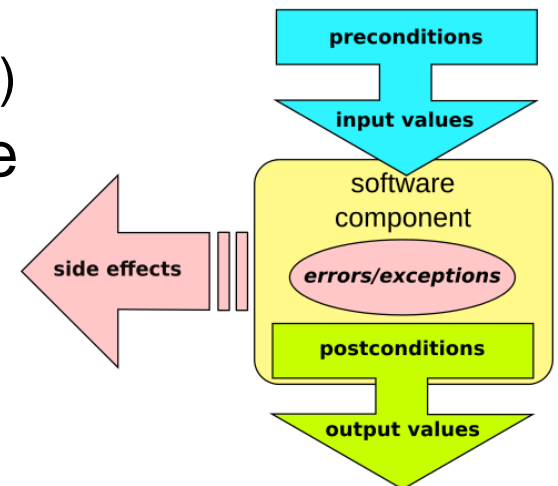 )
e
preconditions
input values
software
component
side effects
errors/exceptions
postconditions
output values